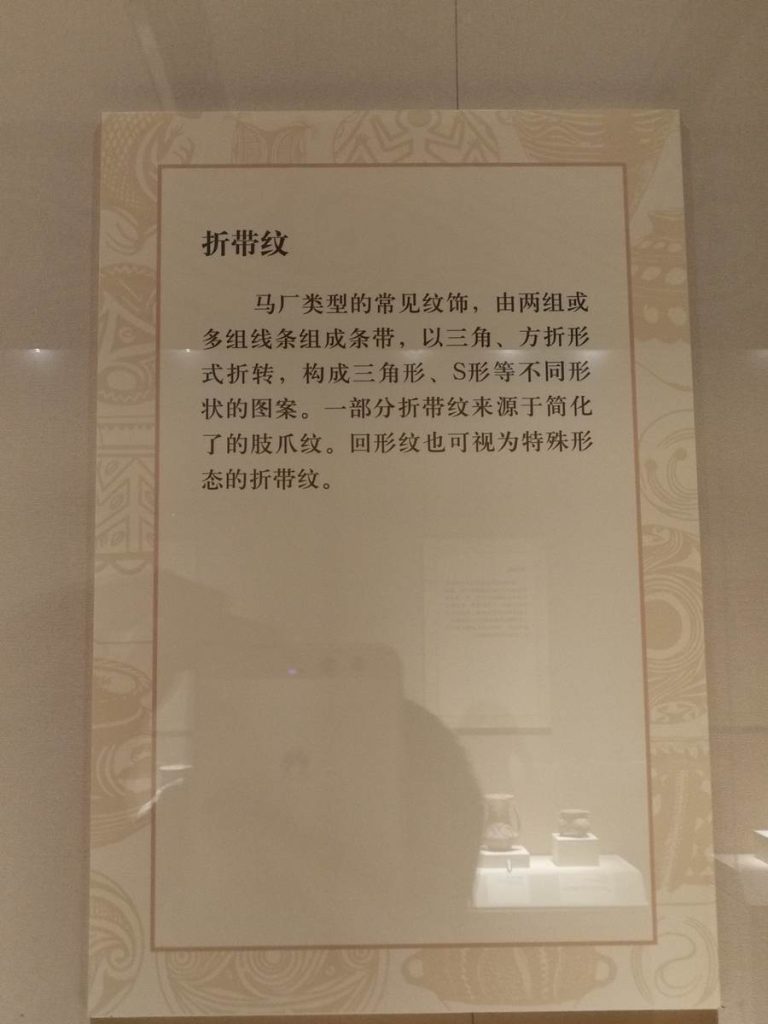 折带纹
马厂类型的常见纹饰，由两组或
多组线条组成条带，以三角、方折形
式折转，构成三角形、S形等不同形
状的图案。一部分折带纹来源于简化
了的肢爪纹。回形纹也可视为特殊形
态的折带纹。